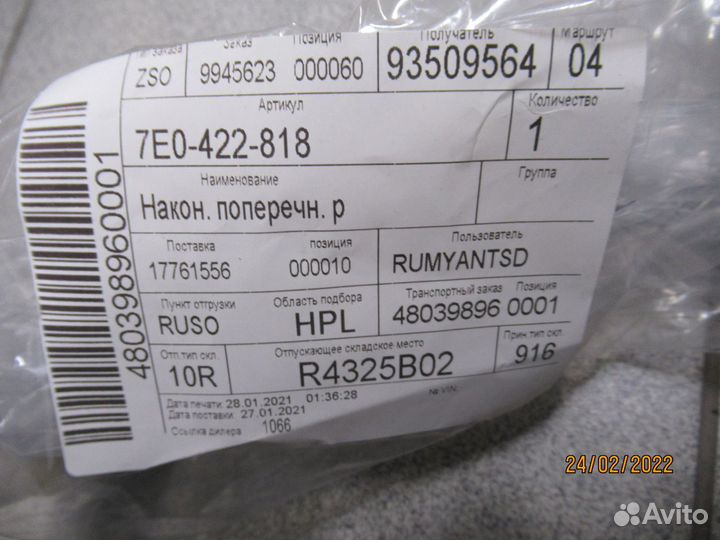 Тип заказа Заказ Позиция Получатель Маршрут
ZSO 9945623 000060 93509564 04
Артикул Количество
7E0-422-818 1
Наименование Группа
Након. поперечн. р
Поставка позиция Пользователь
17761556 000010 RUMYANTSD
Пункт отгрузки Область подбора Транспортный заказ Позиция
RUSO HPL 48039896 0001
Отп.тип скл. Отпускающее складское место Прин.тип скл.
10R R4325B02 916
Дата печати: 28.01.2021 01:36:28 № VIN:
Дата поставки: 27.01.2021
Ссылка дилера 1066
480398960001
24/02/2022
Avito